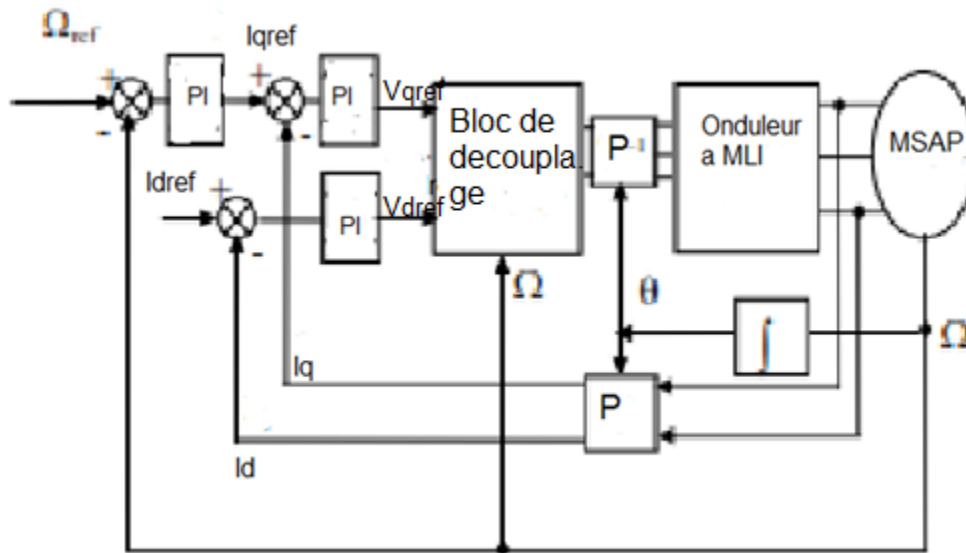 Ωref
Iqref
+
+
PI
PI
Vqref
-
-
Bloc de
decoupla.
ge
P⁻¹
Onduleur
a MLI
MSAP
Idref
+
PI
Vdref
-
Ω
θ
∫
Ω
Iq
P
Id